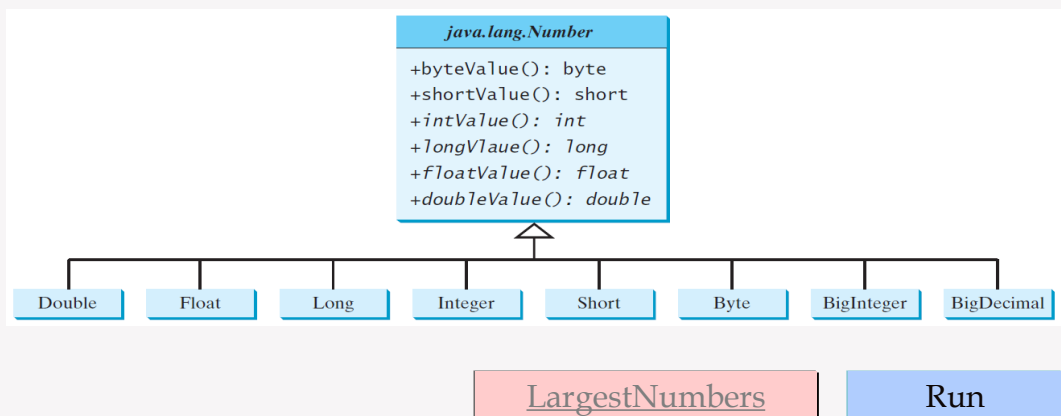 java.lang.Number
+byteValue(): byte
+shortValue(): short
+intValue(): int
+longVlaue(): long
+floatValue(): float
+doubleValue(): double
Double Float Long Integer Short Byte BigInteger BigDecimal
LargestNumbers Run